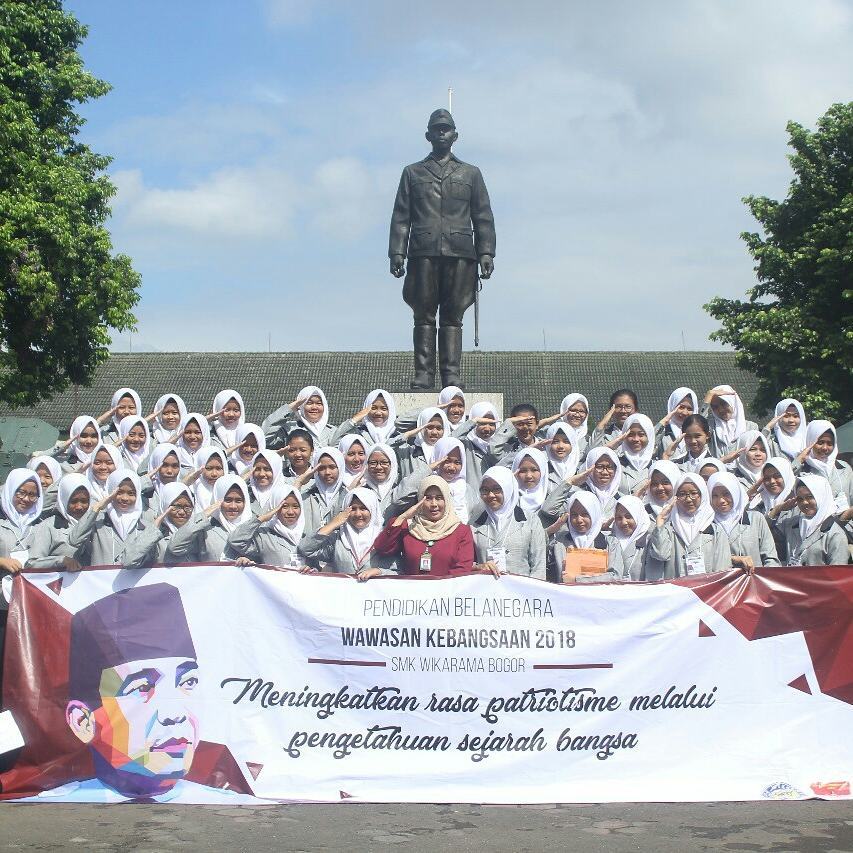 PENDIDIKAN BELANEGARA
WAWASAN KEBANGSAAN 2018
SMK WIKARAMA BOGOR
Meningkatkan rasa patriotisme melalui
pengetahuan sejarah bangsa